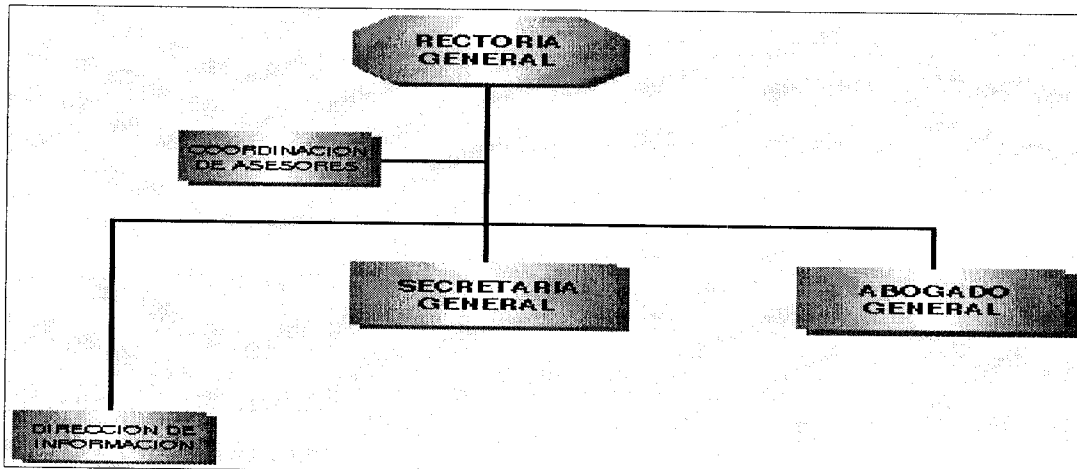 RECTORIA
GENERAL
COORDINACION
DE ASESORES
SECRETARIA
GENERAL
ABOGADO
GENERAL
DIRECCION DE
INFORMACION